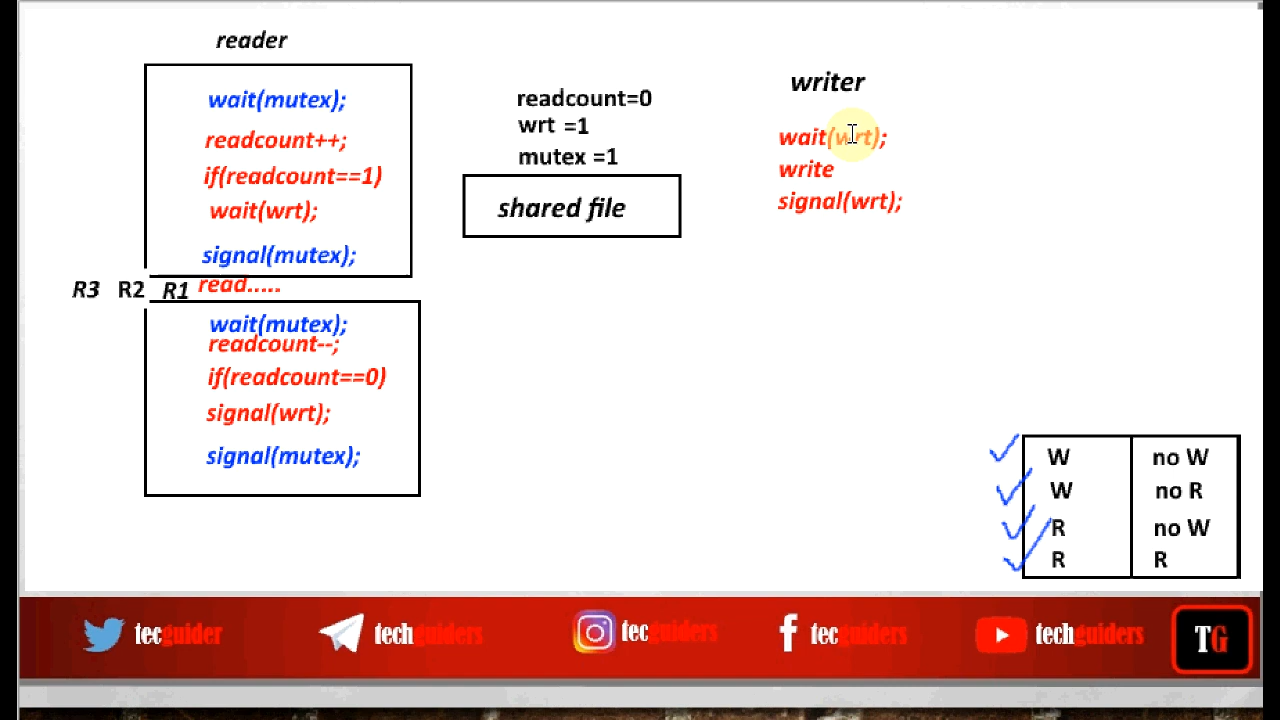 reader
wait(mutex);
readcount++;
if(readcount==1)
wait(wrt);
signal(mutex);
R3 R2 R1 read.....
wait(mutex);
readcount--;
if(readcount==0)
signal(wrt);
signal(mutex);
readcount=0
wrt =1
mutex =1
shared file
writer
wait(wrt);
write
signal(wrt);
W no W
W no R
R no W
R R
tecguider
techguiders
tecguiders
tecguiders
techguiders
TG